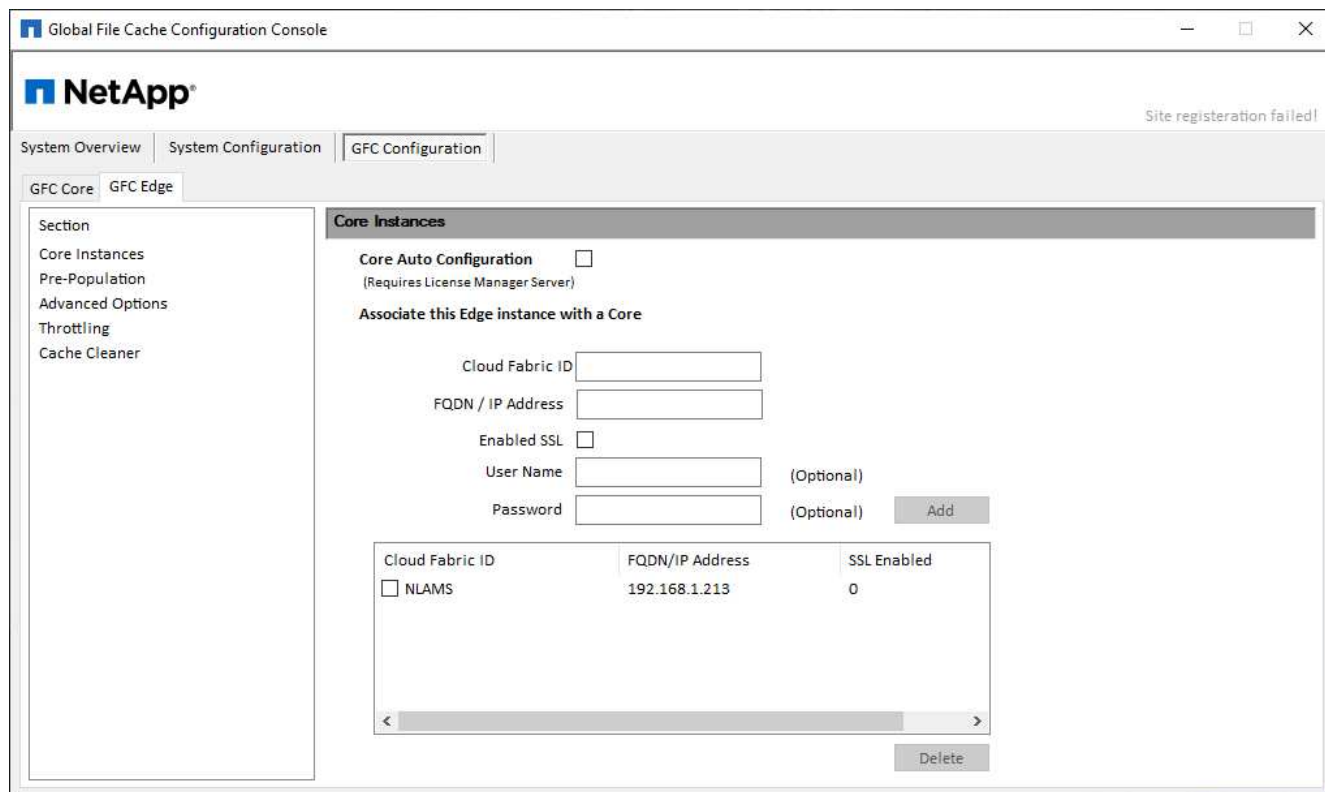 Global File Cache Configuration Console
NetApp®
Site registeration failed!
System Overview System Configuration GFC Configuration
GFC Core GFC Edge
Section
Core Instances
Pre-Population
Advanced Options
Throttling
Cache Cleaner
Core Instances
Core Auto Configuration
(Requires License Manager Server)
Associate this Edge instance with a Core
Cloud Fabric ID
FQDN / IP Address
Enabled SSL
User Name (Optional)
Password (Optional) Add
Cloud Fabric ID FQDN/IP Address SSL Enabled
NLAMS 192.168.1.213 0
Delete